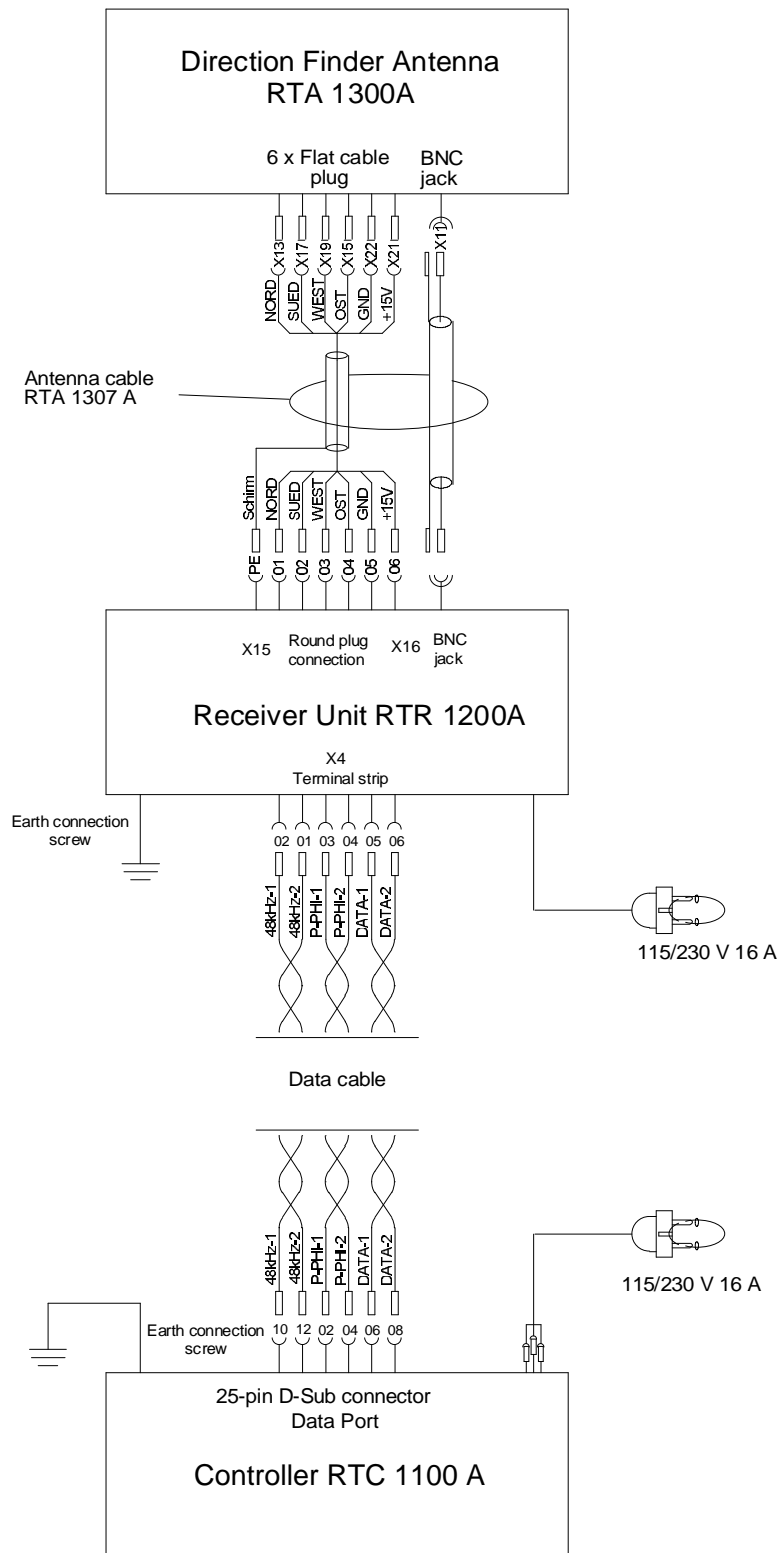 Direction Finder Antenna
RTA 1300A
6 x Flat cable
plug
BNC
jack
X13
X17
X19
X15
X22
X21
X11
NORD
SUED
WEST
OST
GND
+15V
Antenna cable
RTA 1307 A
Schirm
NORD
SUED
WEST
OST
GND
+15V
PE
01
02
03
04
05
06
X15
Round plug
connection
X16
BNC
jack
Receiver Unit RTR 1200A
X4
Terminal strip
Earth connection
screw
02
01
03
04
05
06
48kHz-1
48kHz-2
P-PHI-1
P-PHI-2
DATA-1
DATA-2
115/230 V 16 A
Data cable
48kHz-1
48kHz-2
P-PHI-1
P-PHI-2
DATA-1
DATA-2
115/230 V 16 A
Earth connection
screw
10
12
02
04
06
08
25-pin D-Sub connector
Data Port
Controller RTC 1100 A